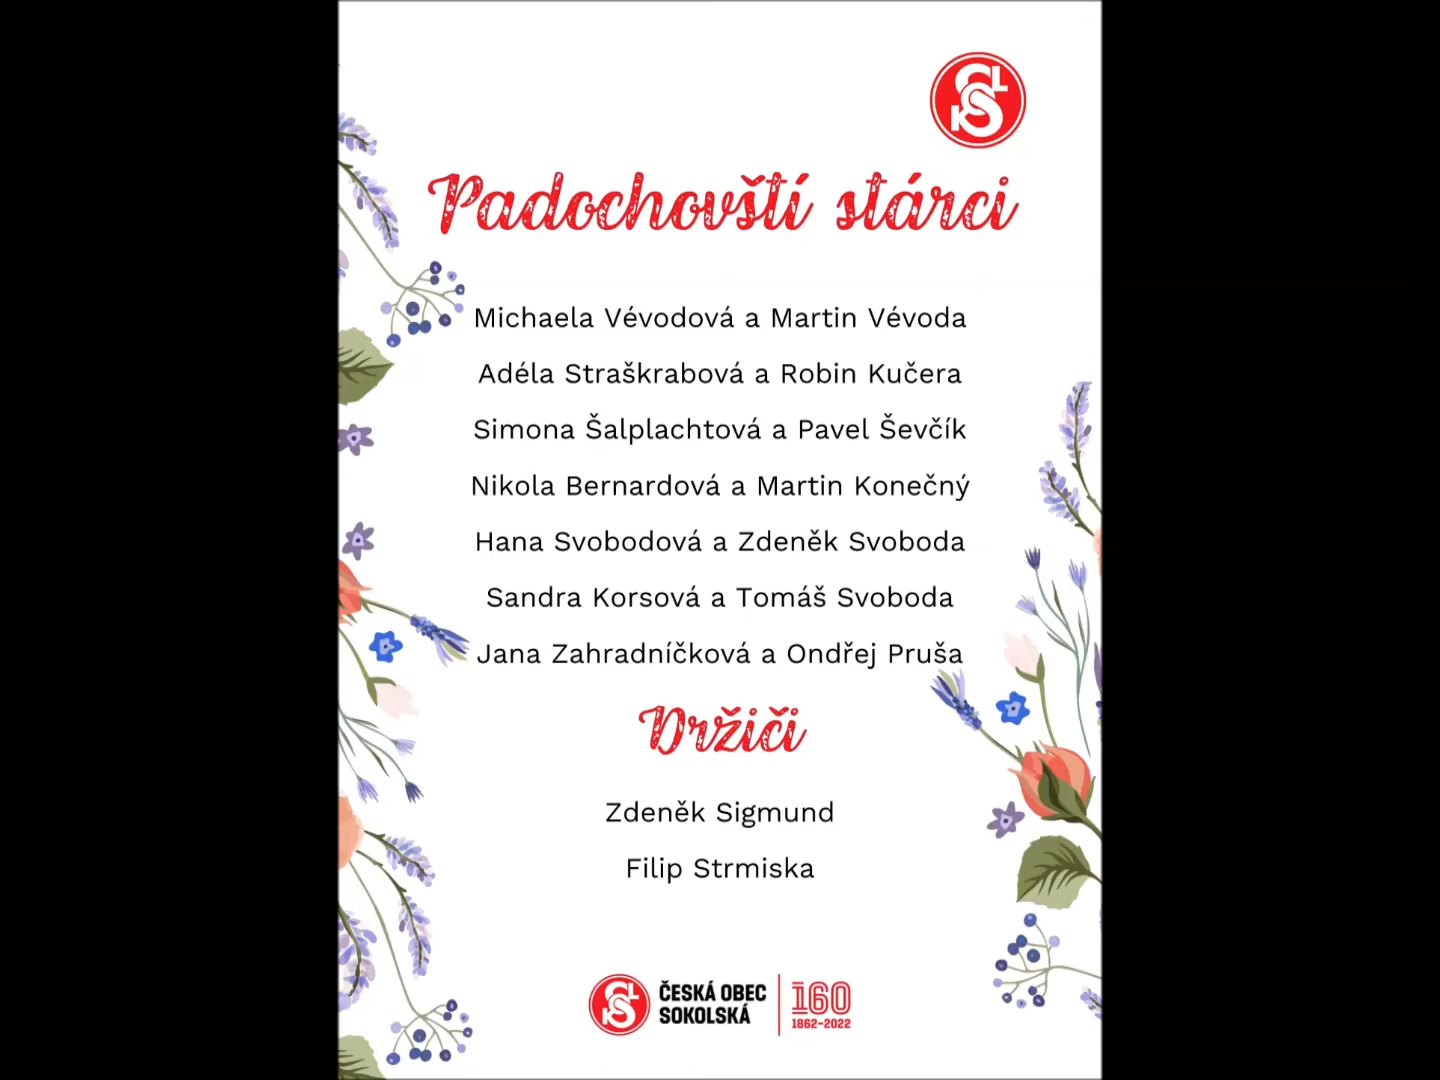 Padochovští stárci
Michaela Vévodová a Martin Vévoda
Adéla Straškrabová a Robin Kučera
Simona Šalplachtová a Pavel Ševčík
Nikola Bernardová a Martin Konečný
Hana Svobodová a Zdeněk Svoboda
Sandra Korsová a Tomáš Svoboda
Jana Zahradníčková a Ondřej Pruša
Držiči
Zdeněk Sigmund
Filip Strmiska
ČESKÁ OBEC
SOKOLSKÁ
160
1862-2022